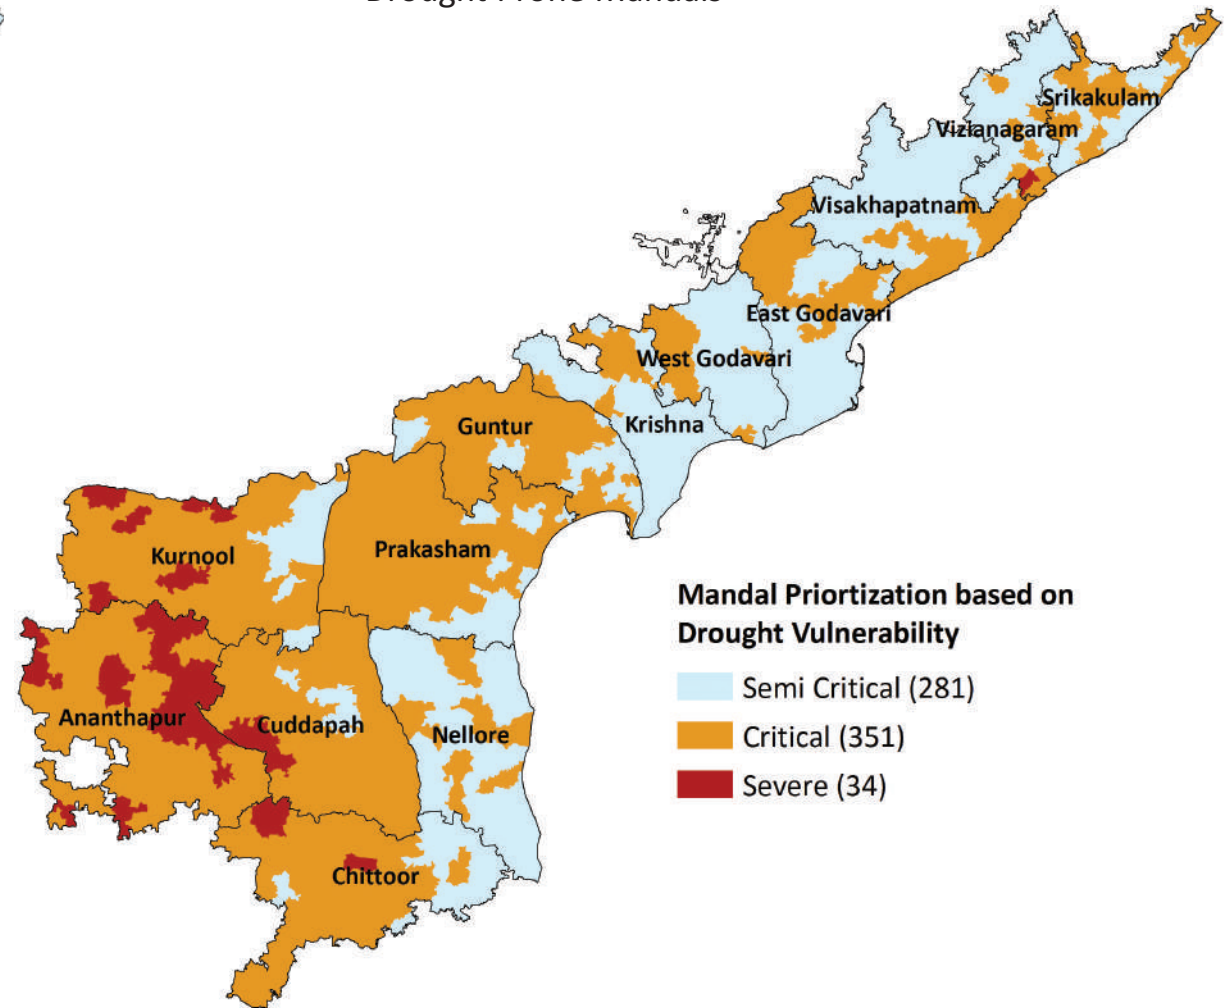 Srikakulam
Vizianagaram
Visakhapatnam
East Godavari
West Godavari
Guntur
Krishna
Kurnool
Prakasham
Mandal Priortization based on
Drought Vulnerability
Semi Critical (281)
Ananthapur
Cuddapah
Nellore
Critical (351)
Severe (34)
Chittoor